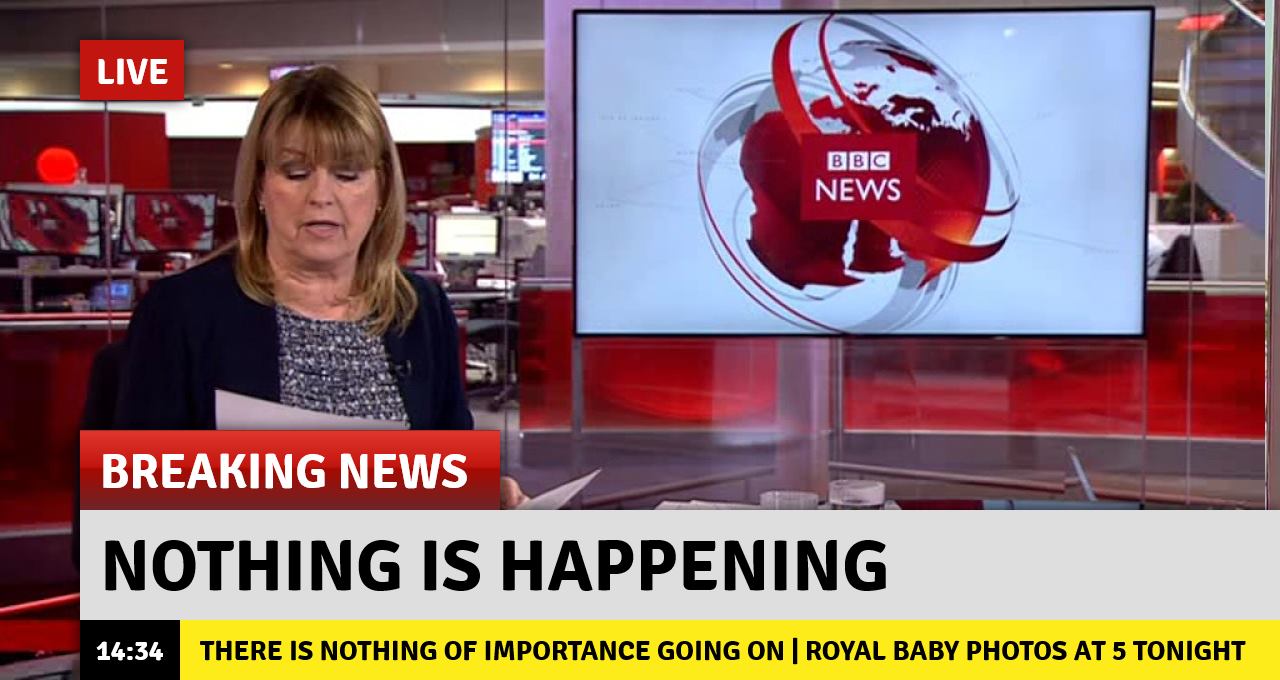 LIVE
BBC
NEWS
BREAKING NEWS
NOTHING IS HAPPENING
14:34
THERE IS NOTHING OF IMPORTANCE GOING ON | ROYAL BABY PHOTOS AT 5 TONIGHT